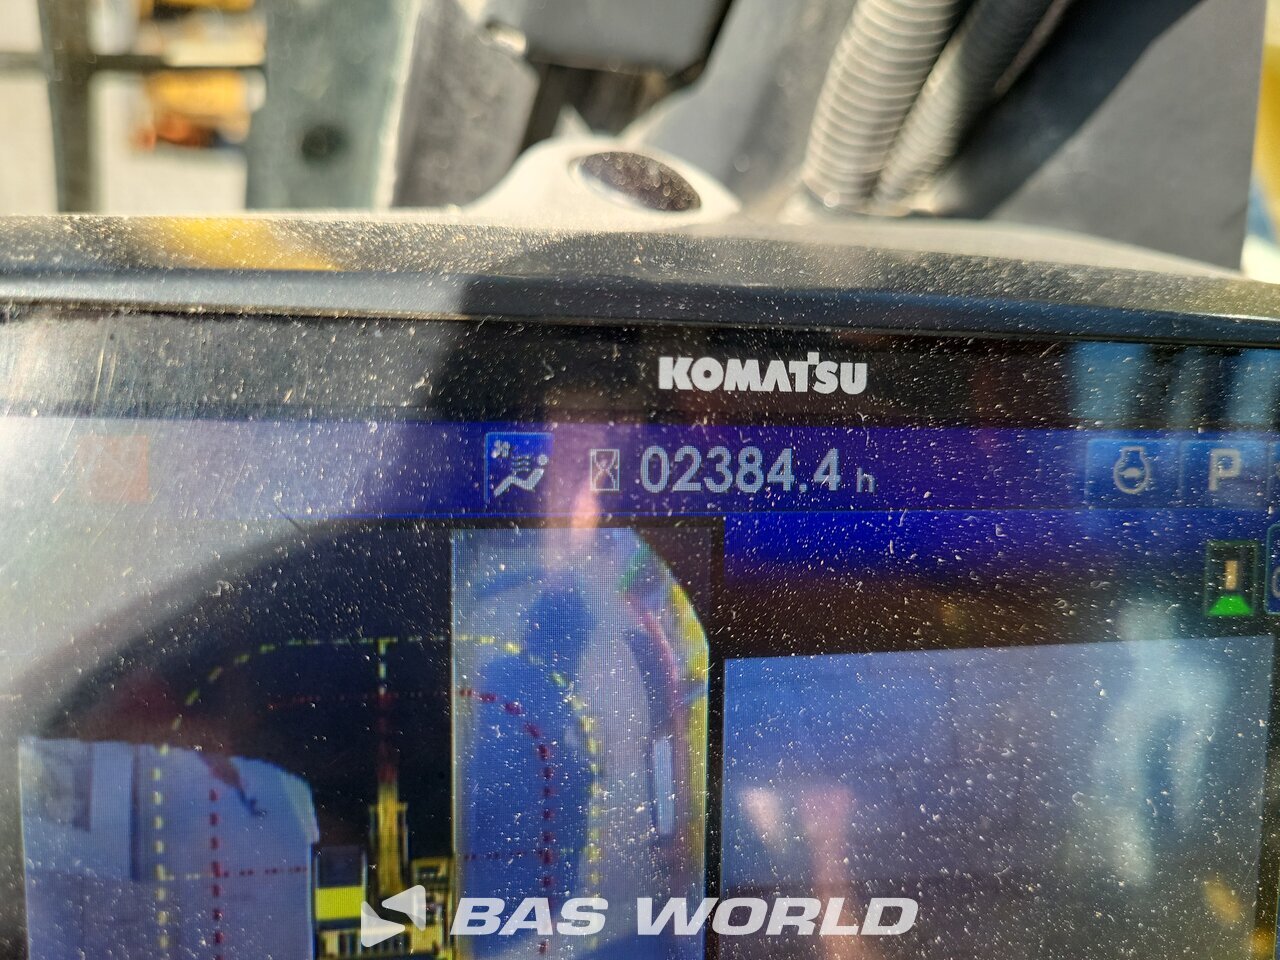 KOMATSU
02384.4 h
P
BAS WORLD